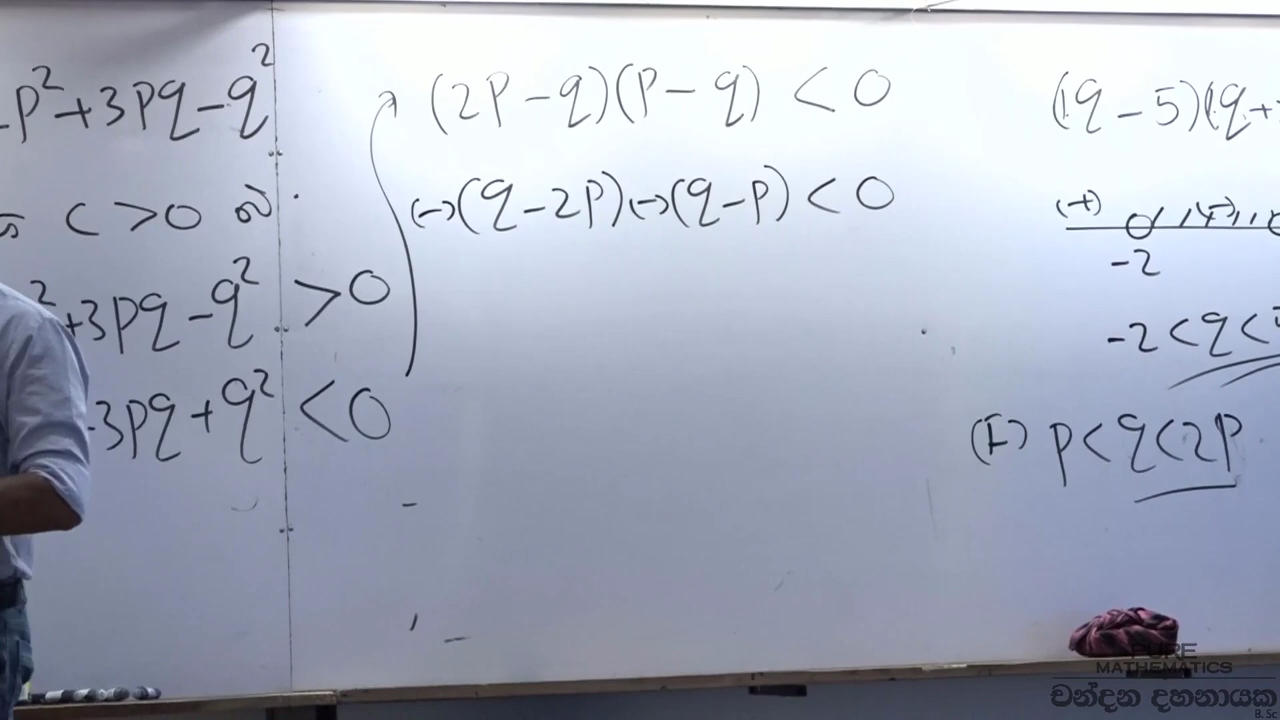 -p²+3pq-q²
c>0
²+3pq-q² >0
-3pq+q² <0
(2p-q)(p-q) <0
(-)(q-2p)(-)(q-p) <0
(q-5)(q+
(+) (-)
-2
-2<q<
(I) p<q<2p
PURE
MATHEMATICS
චන්දන දහනායක
B.Sc